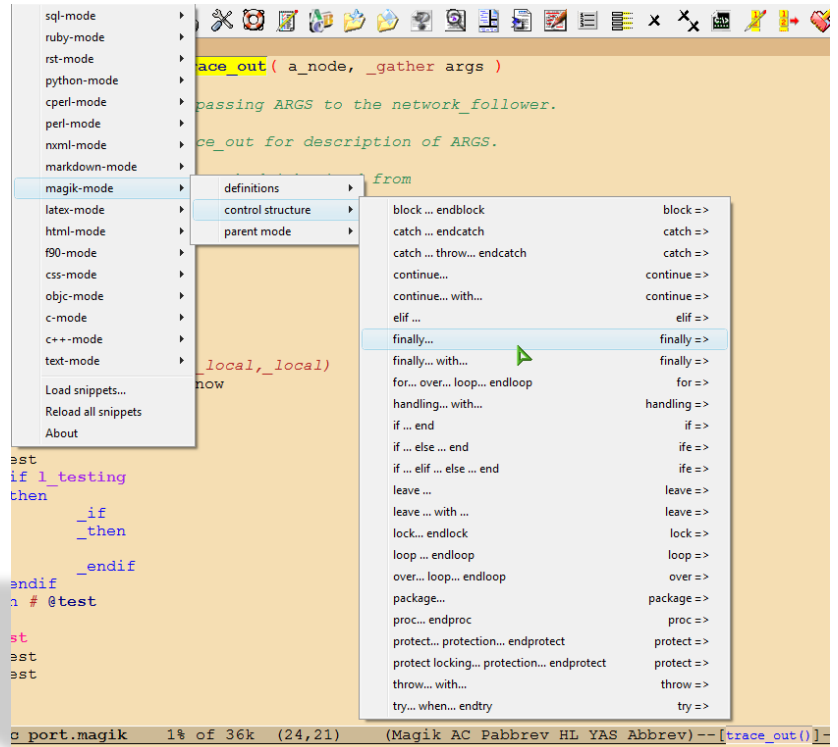 sql-mode
ruby-mode
rst-mode
python-mode
cperl-mode
perl-mode
nxml-mode
markdown-mode
magik-mode
latex-mode
html-mode
f90-mode
css-mode
objc-mode
c-mode
c++-mode
text-mode
Load snippets...
Reload all snippets
About
definitions
control structure
parent mode
block ... endblock block =>
catch ... endcatch catch =>
catch ... throw... endcatch catch =>
continue... continue =>
continue... with... continue =>
elif ... elif =>
finally... finally =>
finally... with... finally =>
for... over... loop... endloop for =>
handling... with... handling =>
if ... end if =>
if ... else ... end ife =>
if ... elif ... else ... end ife =>
leave ... leave =>
leave ... with ... leave =>
lock... endlock lock =>
loop ... endloop loop =>
over... loop... endloop over =>
package... package =>
proc... endproc proc =>
protect... protection... endprotect protect =>
protect locking... protection... endprotect protect =>
throw... with... throw =>
try... when... endtry try =>
race_out( a_node, _gather args )
passing ARGS to the network_follower.
ce_out for description of ARGS.
from
_local,_local)
now
est
if l_testing
then
_if
_then
_endif
endif
n # @test
st
est
est
c port.magik 1% of 36k (24,21) (Magik AC Pabbrev HL YAS Abbrev)--[trace_out()]-